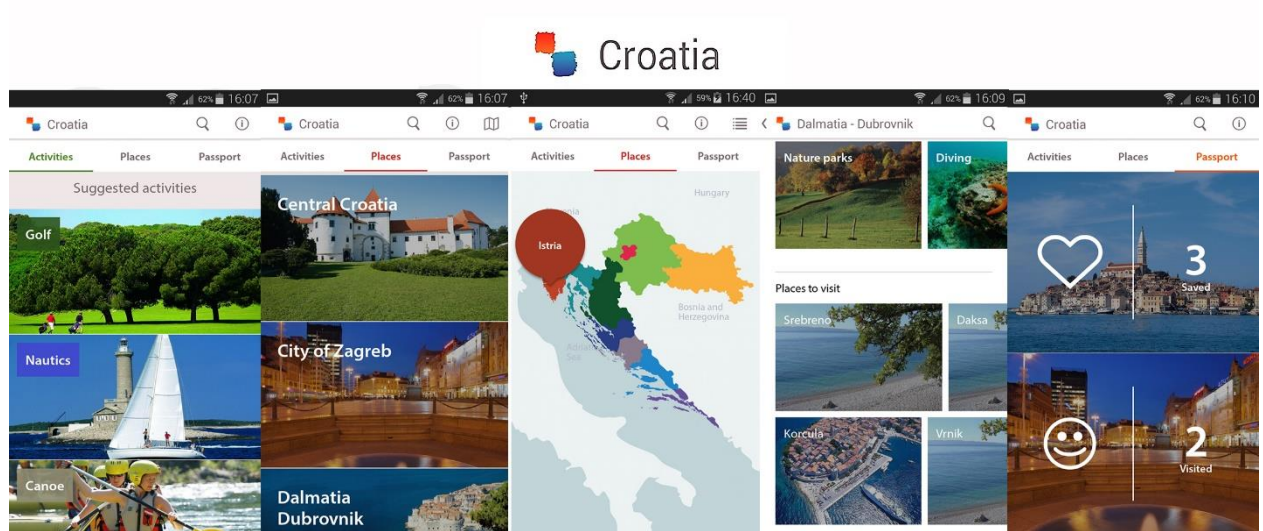 Croatia
62% 16:07
Croatia
Activities Places Passport
Suggested activities
Golf
Nautics
Canoe
62% 16:07
Croatia
Activities Places Passport
Central Croatia
City of Zagreb
Dalmatia
Dubrovnik
59% 16:40
Croatia
Activities Places Passport
Hungary
Istria
Bosnia and
Herzegovina
Sea
62% 16:09
Dalmatia - Dubrovnik
Nature parks
Diving
Places to visit
Srebreno
Daksa
Korcula
Vrnik
62% 16:10
Croatia
Activities Places Passport
3
Saved
2
Visited